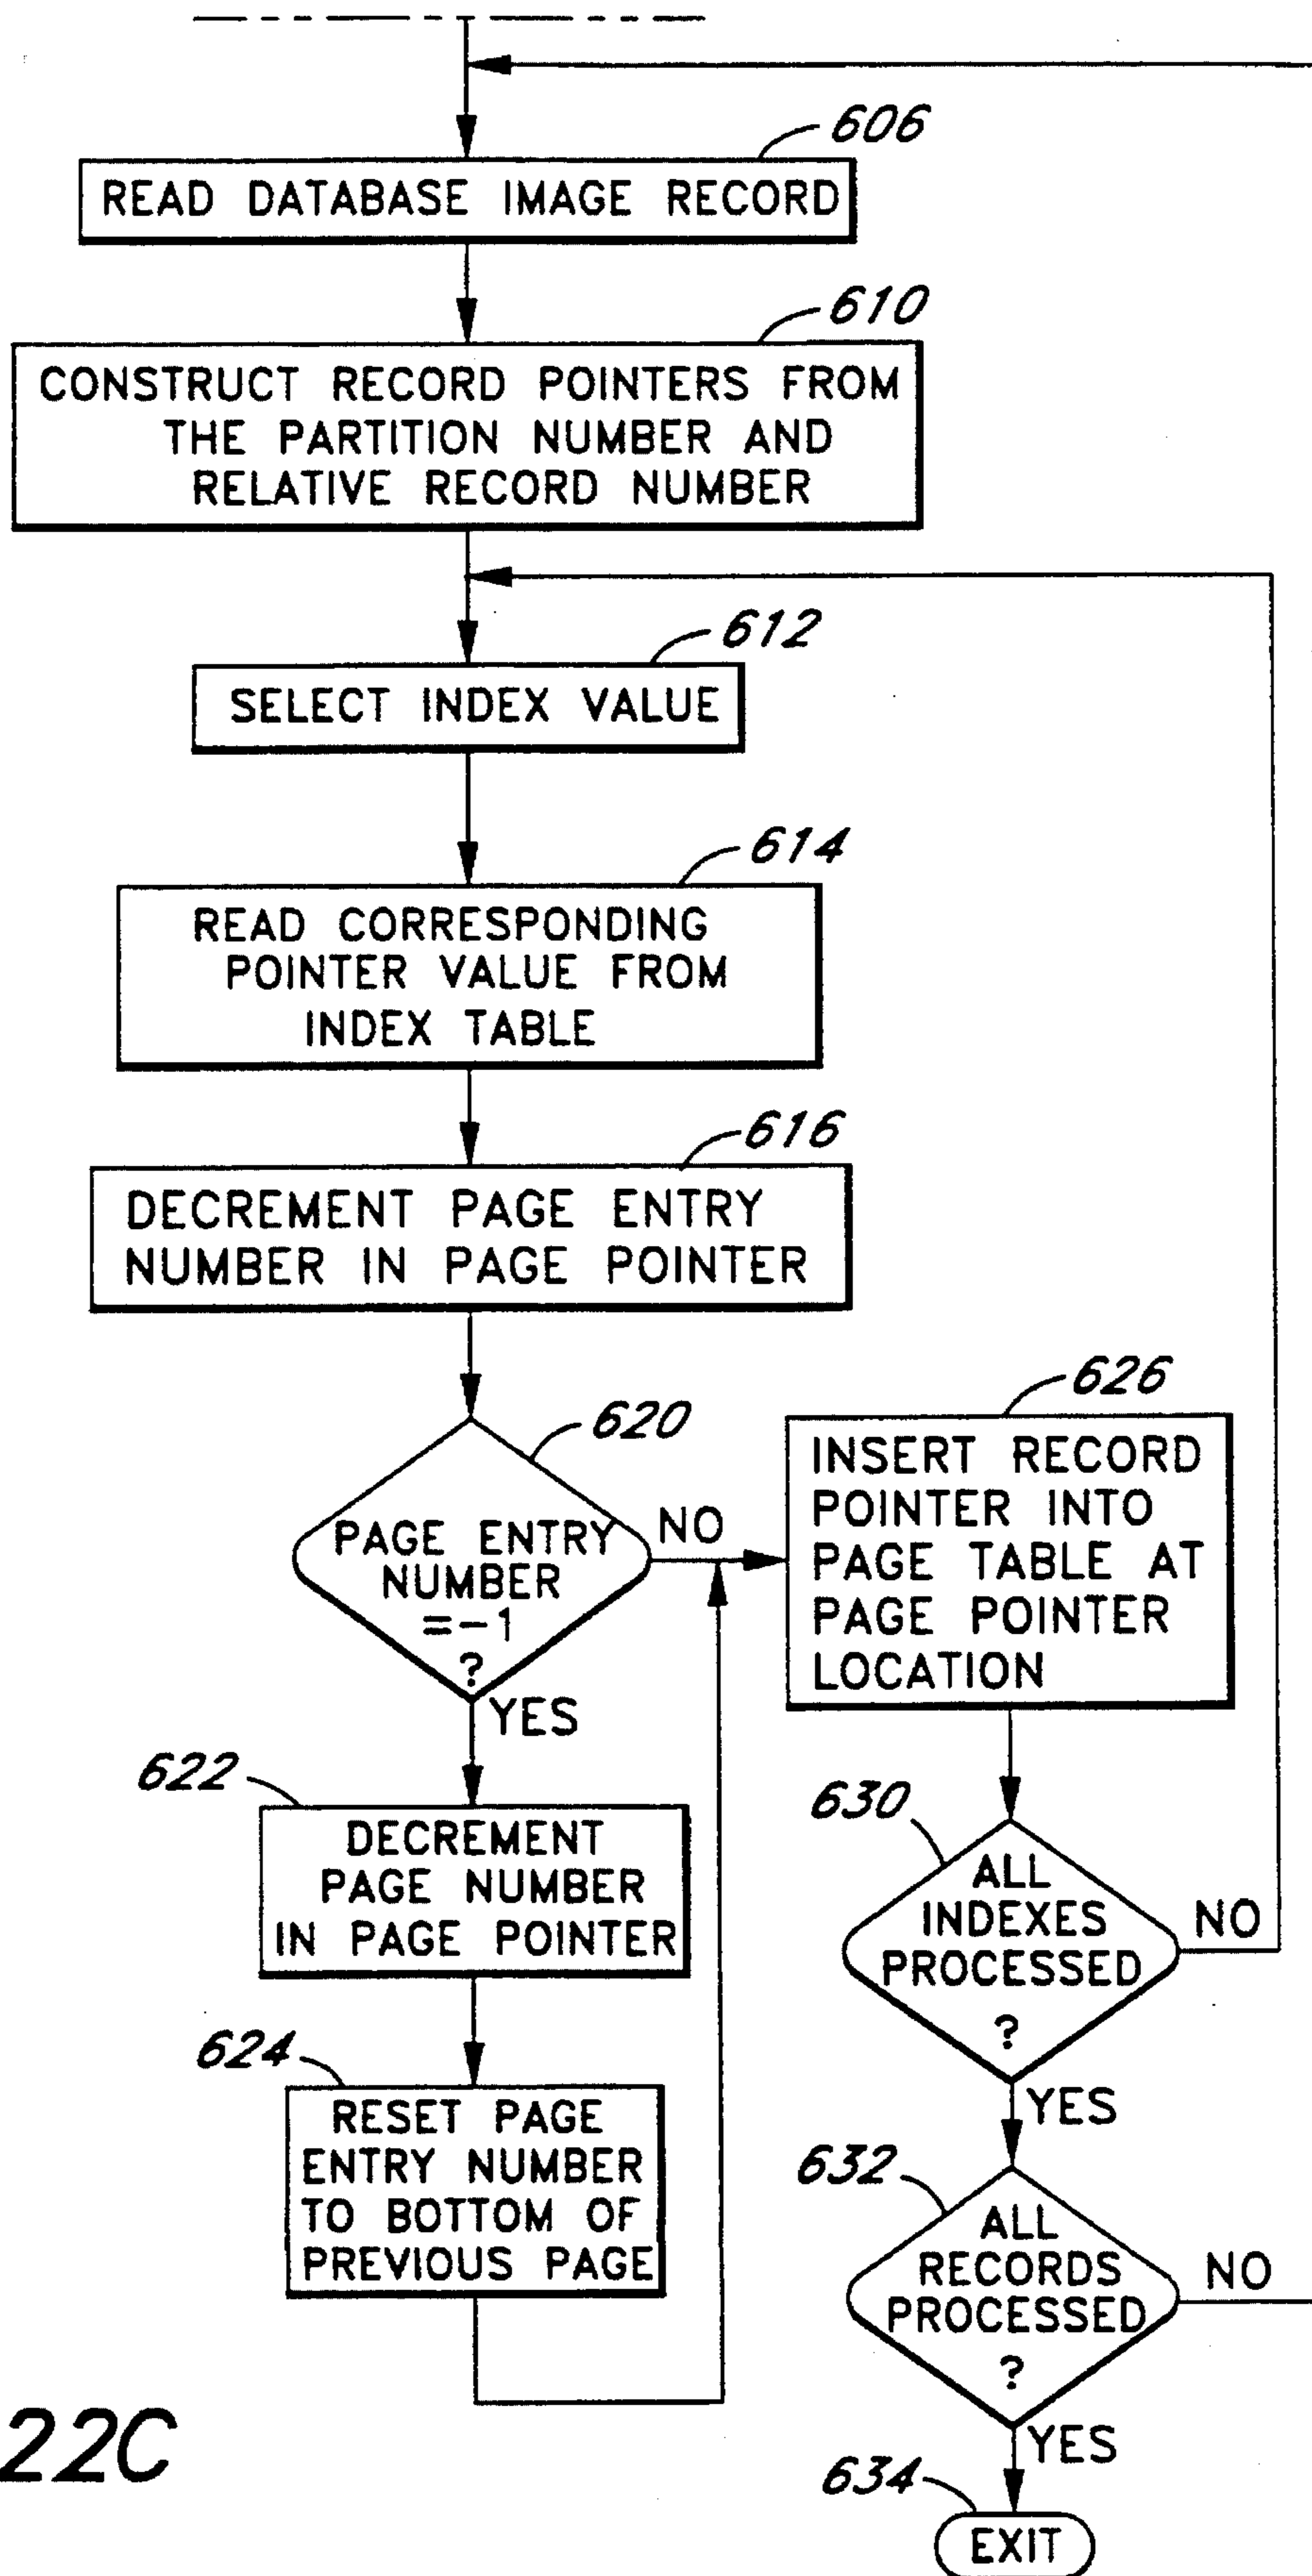 606
READ DATABASE IMAGE RECORD
610
CONSTRUCT RECORD POINTERS FROM
THE PARTITION NUMBER AND
RELATIVE RECORD NUMBER
612
SELECT INDEX VALUE
614
READ CORRESPONDING
POINTER VALUE FROM
INDEX TABLE
616
DECREMENT PAGE ENTRY
NUMBER IN PAGE POINTER
620
PAGE ENTRY
NUMBER
=-1
?
NO
YES
626
INSERT RECORD
POINTER INTO
PAGE TABLE AT
PAGE POINTER
LOCATION
622
DECREMENT
PAGE NUMBER
IN PAGE POINTER
624
RESET PAGE
ENTRY NUMBER
TO BOTTOM OF
PREVIOUS PAGE
630
ALL
INDEXES
PROCESSED
?
NO
YES
632
ALL
RECORDS
PROCESSED
?
NO
YES
634
EXIT
22C